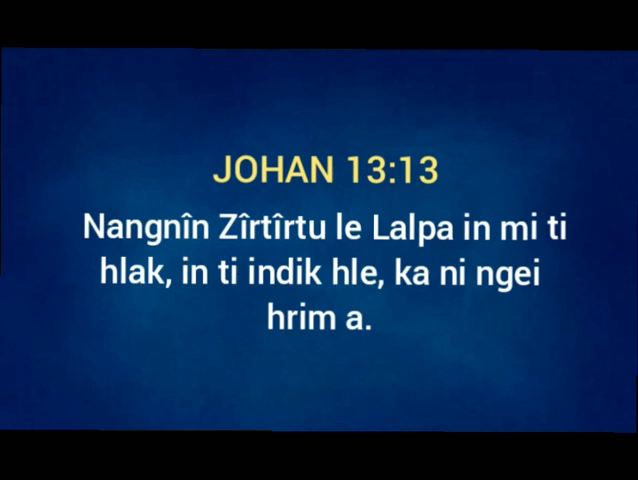 JOHAN 13:13
Nangnîn Zîrtîrtu le Lalpa in mi ti
hlak, in ti indik hle, ka ni ngei
hrim a.